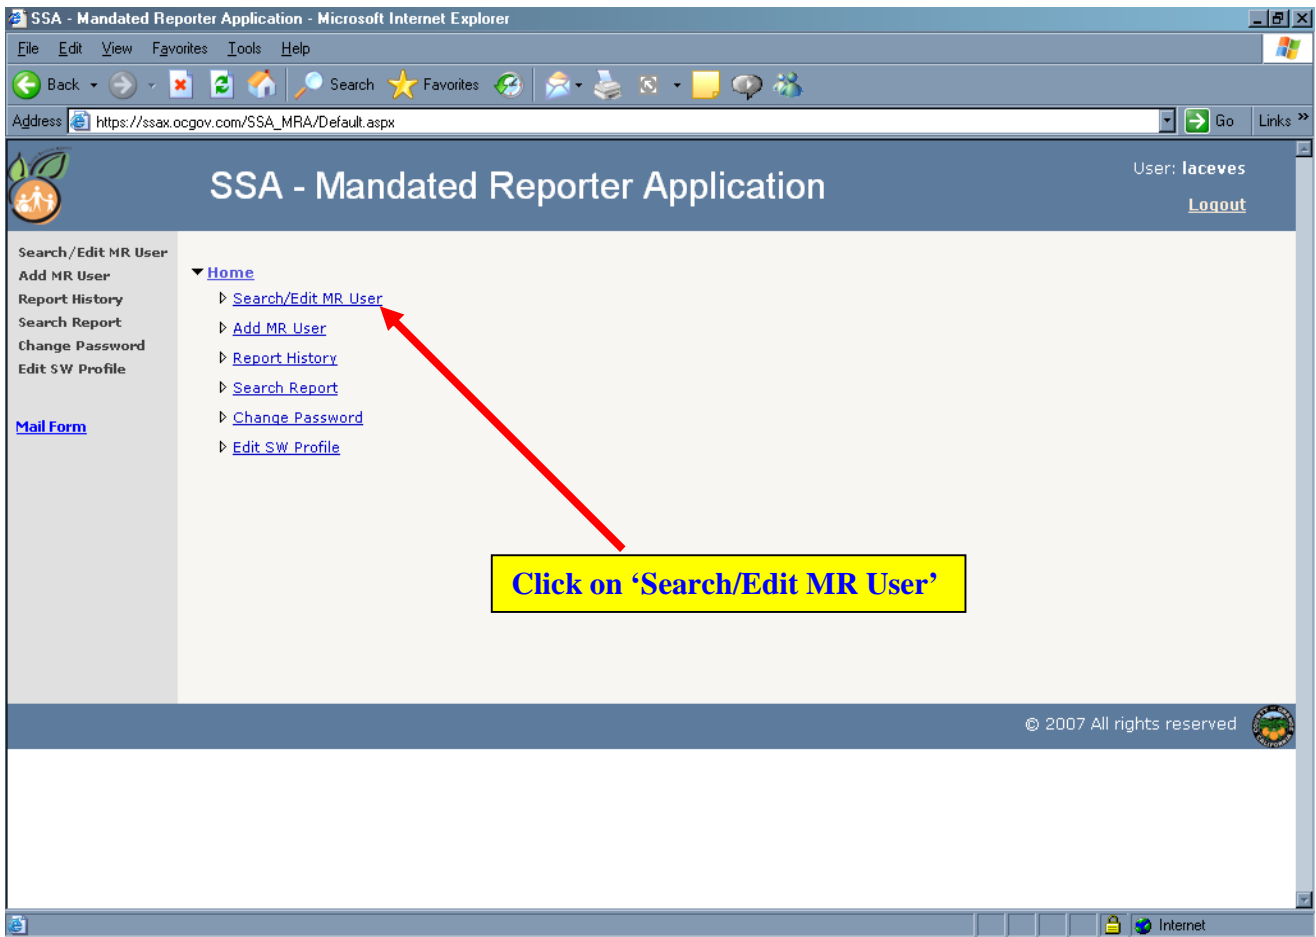 SSA - Mandated Reporter Application - Microsoft Internet Explorer
File Edit View Favorites Tools Help
Back Search Favorites
Address https://ssax.ocgov.com/SSA_MRA/Default.aspx Go Links »
SSA - Mandated Reporter Application
User: laceves
Logout
Search/Edit MR User
Add MR User
Report History
Search Report
Change Password
Edit SW Profile
Mail Form
Home
Search/Edit MR User
Add MR User
Report History
Search Report
Change Password
Edit SW Profile
Click on ‘Search/Edit MR User’
© 2007 All rights reserved
Internet